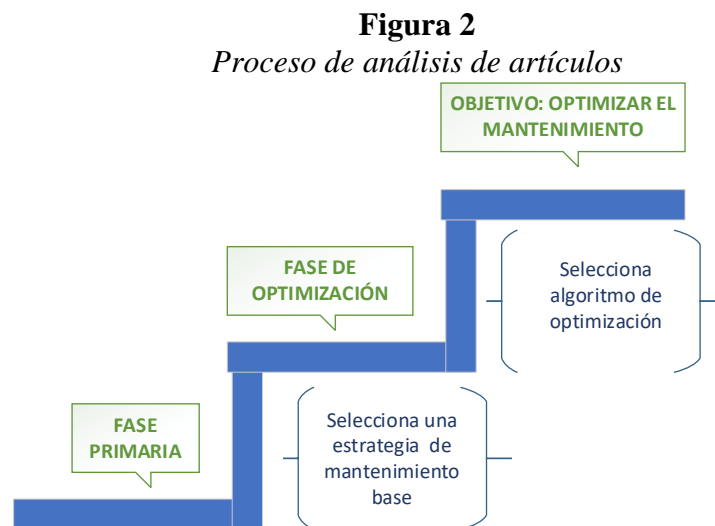 Figura 2
Proceso de análisis de artículos
OBJETIVO: OPTIMIZAR EL
MANTENIMIENTO
FASE DE
OPTIMIZACIÓN
Selecciona
algoritmo de
optimización
FASE
PRIMARIA
Selecciona una
estrategia de
mantenimiento
base